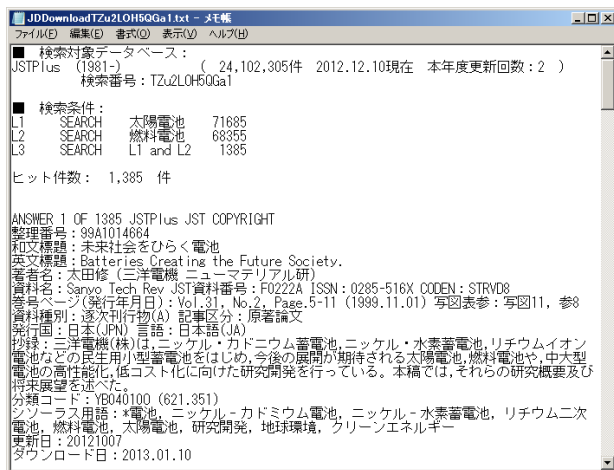 JDDownloadTZu2LOH5QGa1.txt - メモ帳
ファイル(F) 編集(E) 書式(O) 表示(V) ヘルプ(H)
■ 検索対象データベース：
JSTPlus (1981-) ( 24,102,305件 2012.12.10現在 本年度更新回数：2 )
検索番号：TZu2LOH5QGa1
■ 検索条件：
L1 SEARCH 太陽電池 71685
L2 SEARCH 燃料電池 68355
L3 SEARCH L1 and L2 1385
ヒット件数： 1,385 件
ANSWER 1 OF 1385 JSTPlus JST COPYRIGHT
整理番号：99A1014664
和文標題：未来社会をひらく電池
英文標題：Batteries Creating the Future Society.
著者名：太田修 (三洋電機 ニューマテリアル研)
資料名：Sanyo Tech Rev JST資料番号：F0222A ISSN：0285-516X CODEN：STRVD8
巻号ページ(発行年月日)：Vol.31, No.2, Page.5-11 (1999.11.01) 写図表参：写図11, 参8
資料種別：逐次刊行物(A) 記事区分：原著論文
発行国：日本(JPN) 言語：日本語(JA)
抄録：三洋電機(株)は,ニッケル・カドニウム蓄電池,ニッケル・水素蓄電池,リチウムイオン
電池などの民生用小型蓄電池をはじめ,今後の展開が期待される太陽電池,燃料電池や,中大型
電池の高性能化,低コスト化に向けた研究開発を行っている。本稿では,それらの研究概要及び
将来展望を述べた。
分類コード：YB040100 (621.351)
シソーラス用語：*電池, ニッケル-カドミウム電池, ニッケル-水素蓄電池, リチウム二次
電池, 燃料電池, 太陽電池, 研究開発, 地球環境, クリーンエネルギー
更新日：20121007
ダウンロード日：2013.01.10